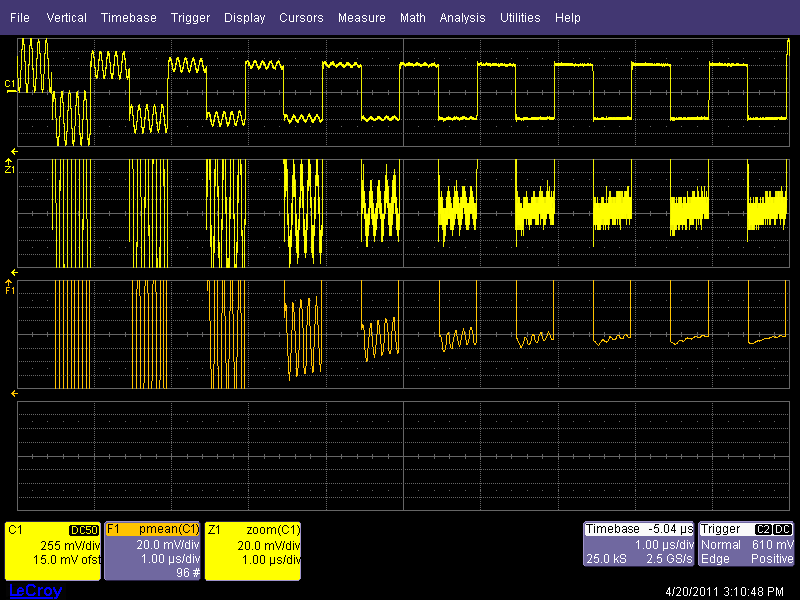 File Vertical Timebase Trigger Display Cursors Measure Math Analysis Utilities Help
C1
Z1
F1
C1 DC50
255 mV/div
15.0 mV ofst
F1 pmean(C1)
20.0 mV/div
1.00 µs/div
96 #
Z1 zoom(C1)
20.0 mV/div
1.00 µs/div
Timebase -5.04 µs
1.00 µs/div
25.0 kS 2.5 GS/s
Trigger C2 DC
Normal 610 mV
Edge Positive
LeCroy
4/20/2011 3:10:48 PM